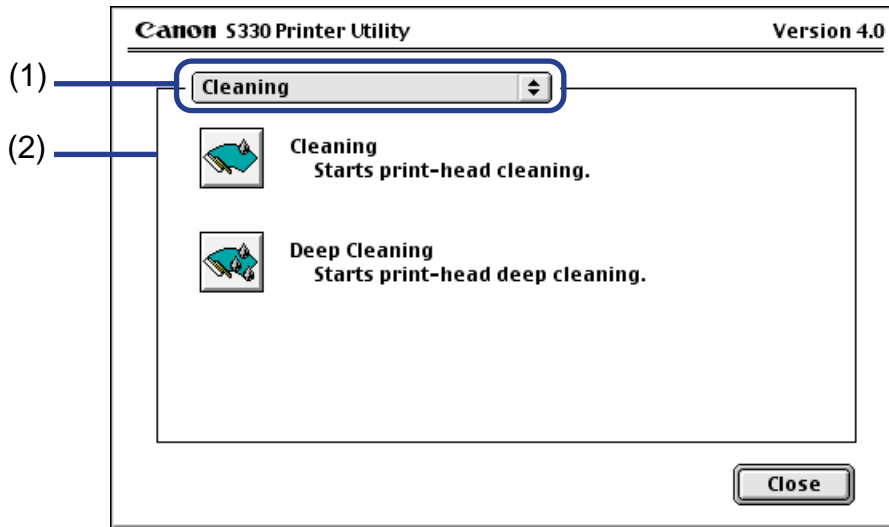 Canon S330 Printer Utility Version 4.0
(1) Cleaning
(2)
Cleaning
Starts print-head cleaning.
Deep Cleaning
Starts print-head deep cleaning.
Close